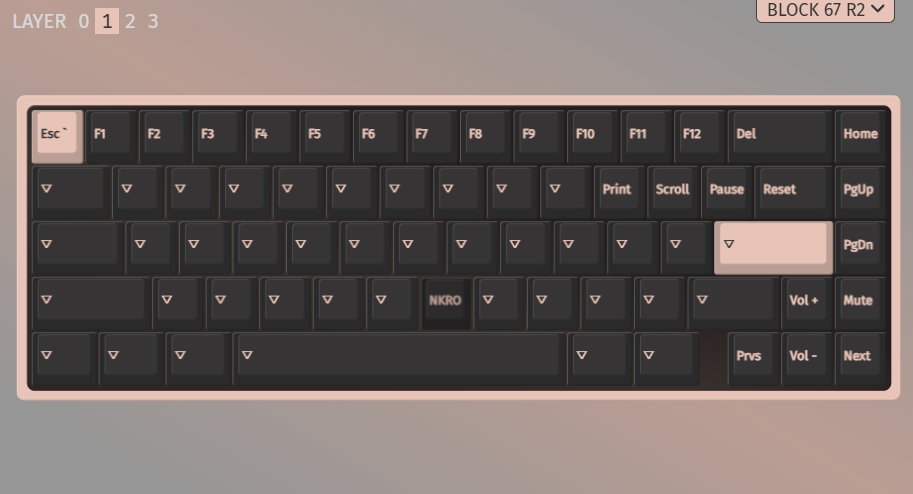 LAYER 0 1 2 3
BLOCK 67 R2
Esc ` F1 F2 F3 F4 F5 F6 F7 F8 F9 F10 F11 F12 Del Home
▽ ▽ ▽ ▽ ▽ ▽ ▽ ▽ ▽ ▽ Print Scroll Pause Reset PgUp
▽ ▽ ▽ ▽ ▽ ▽ ▽ ▽ ▽ ▽ ▽ ▽ ▽ PgDn
▽ ▽ ▽ ▽ ▽ ▽ NKRO ▽ ▽ ▽ ▽ ▽ Vol + Mute
▽ ▽ ▽ ▽ ▽ ▽ Prvs Vol - Next